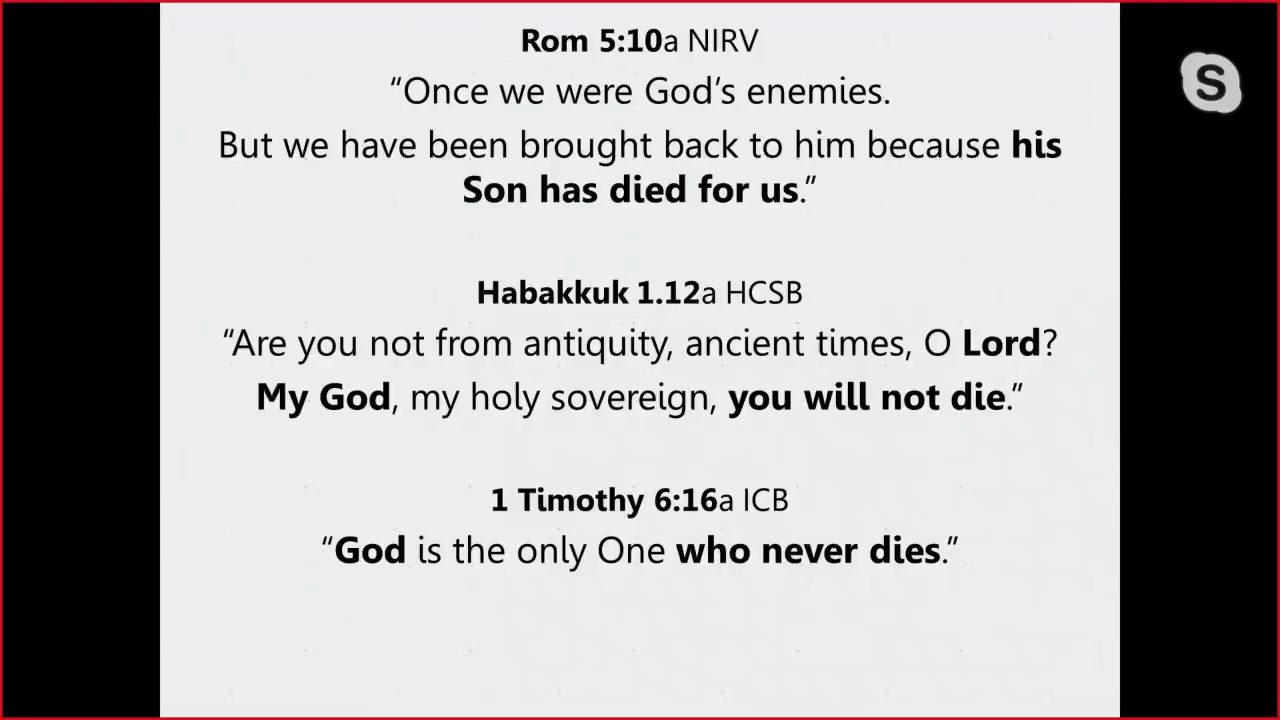 Rom 5:10a NIRV
“Once we were God’s enemies.
But we have been brought back to him because his
Son has died for us.”
Habakkuk 1.12a HCSB
“Are you not from antiquity, ancient times, O Lord?
My God, my holy sovereign, you will not die.”
1 Timothy 6:16a ICB
“God is the only One who never dies.”
S